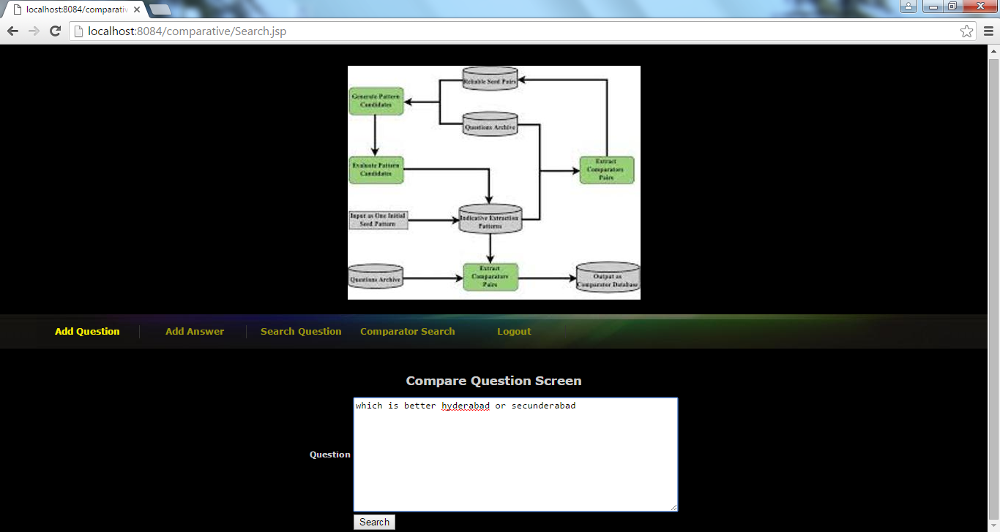 localhost:8084/comparativ
localhost:8084/comparative/Search.jsp
Reliable Seed Pairs
Generate Pattern
Candidates
Questions Archive
Evaluate Pattern
Candidates
Extract
Comparators
Pairs
Input as One Initial
Seed Pattern
Indicative Extraction
Patterns
Questions Archive
Extract
Comparators
Pairs
Output as
Comparator Database
Add Question
Add Answer
Search Question
Comparator Search
Logout
Compare Question Screen
which is better hyderabad or secunderabad
Question
Search